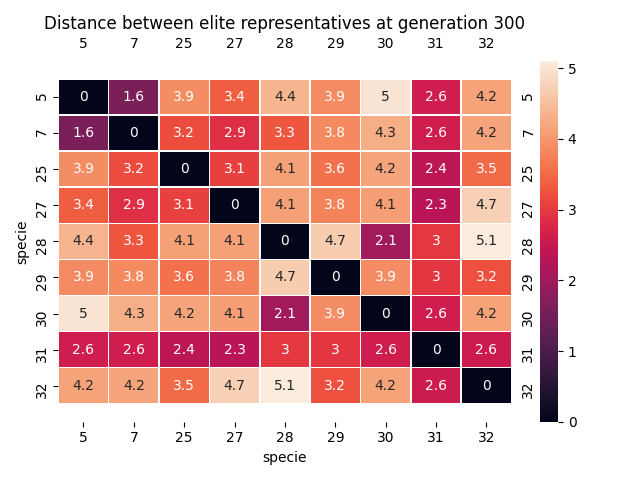 Distance between elite representatives at generation 300
5 7 25 27 28 29 30 31 32
5 0 1.6 3.9 3.4 4.4 3.9 5 2.6 4.2 5
7 1.6 0 3.2 2.9 3.3 3.8 4.3 2.6 4.2 7
25 3.9 3.2 0 3.1 4.1 3.6 4.2 2.4 3.5 25
27 3.4 2.9 3.1 0 4.1 3.8 4.1 2.3 4.7 27
28 4.4 3.3 4.1 4.1 0 4.7 2.1 3 5.1 28
29 3.9 3.8 3.6 3.8 4.7 0 3.9 3 3.2 29
30 5 4.3 4.2 4.1 2.1 3.9 0 2.6 4.2 30
31 2.6 2.6 2.4 2.3 3 3 2.6 0 2.6 31
32 4.2 4.2 3.5 4.7 5.1 3.2 4.2 2.6 0 32
5 7 25 27 28 29 30 31 32
specie
specie
5
4
3
2
1
0